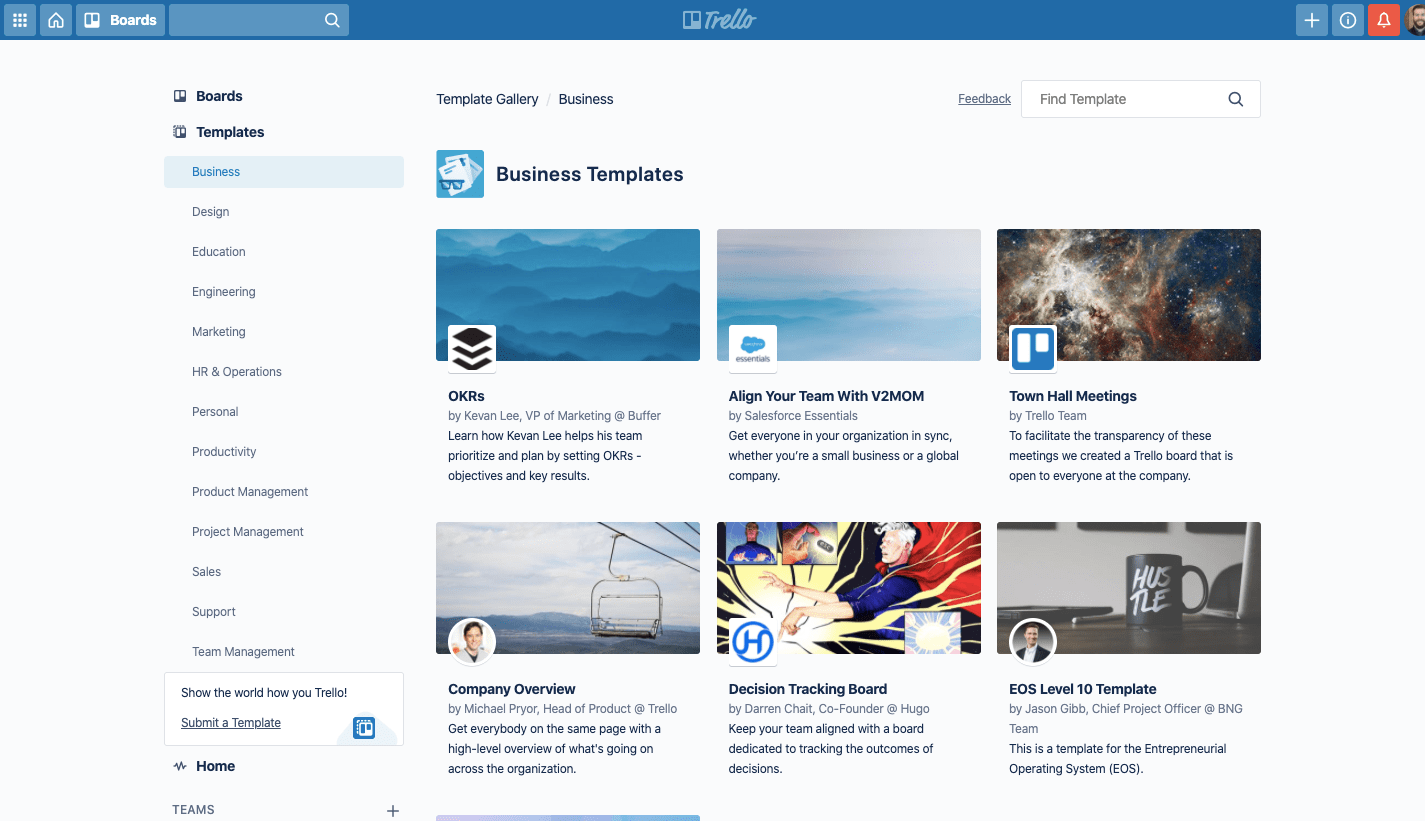 Boards
Trello
Boards
Templates
Business
Design
Education
Engineering
Marketing
HR & Operations
Personal
Productivity
Product Management
Project Management
Sales
Support
Team Management
Show the world how you Trello!
Submit a Template
Home
TEAMS
Template Gallery / Business
Feedback
Find Template
Business Templates
OKRs
by Kevan Lee, VP of Marketing @ Buffer
Learn how Kevan Lee helps his team
prioritize and plan by setting OKRs -
objectives and key results.
salesforce
essentials
Align Your Team With V2MOM
by Salesforce Essentials
Get everyone in your organization in sync,
whether you’re a small business or a global
company.
Town Hall Meetings
by Trello Team
To facilitate the transparency of these
meetings we created a Trello board that is
open to everyone at the company.
Company Overview
by Michael Pryor, Head of Product @ Trello
Get everybody on the same page with a
high-level overview of what's going on
across the organization.
H
Decision Tracking Board
by Darren Chait, Co-Founder @ Hugo
Keep your team aligned with a board
dedicated to tracking the outcomes of
decisions.
HUS
TLE
EOS Level 10 Template
by Jason Gibb, Chief Project Officer @ BNG
Team
This is a template for the Entrepreneurial
Operating System (EOS).